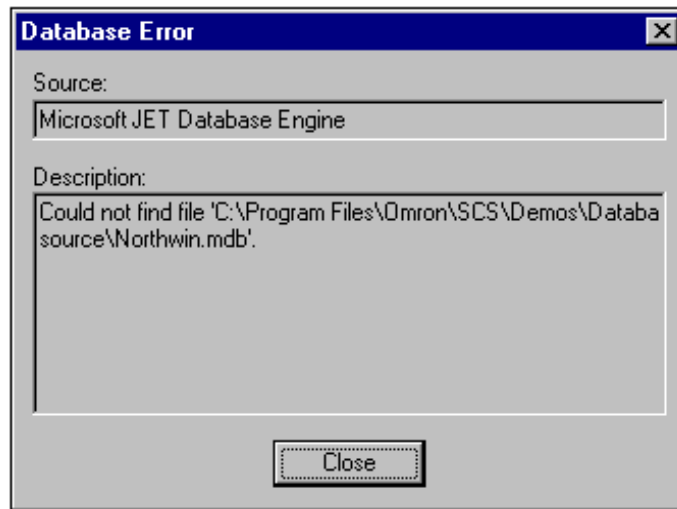 Database Error
Source:
Microsoft JET Database Engine
Description:
Could not find file 'C:\Program Files\Omron\SCS\Demos\Databa
source\Northwin.mdb'.
Close